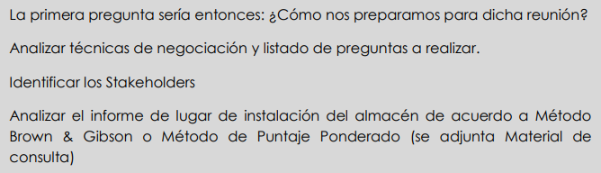 La primera pregunta sería entonces: ¿Cómo nos preparamos para dicha reunión?
Analizar técnicas de negociación y listado de preguntas a realizar.
Identificar los Stakeholders
Analizar el informe de lugar de instalación del almacén de acuerdo a Método
Brown & Gibson o Método de Puntaje Ponderado (se adjunta Material de
consulta)